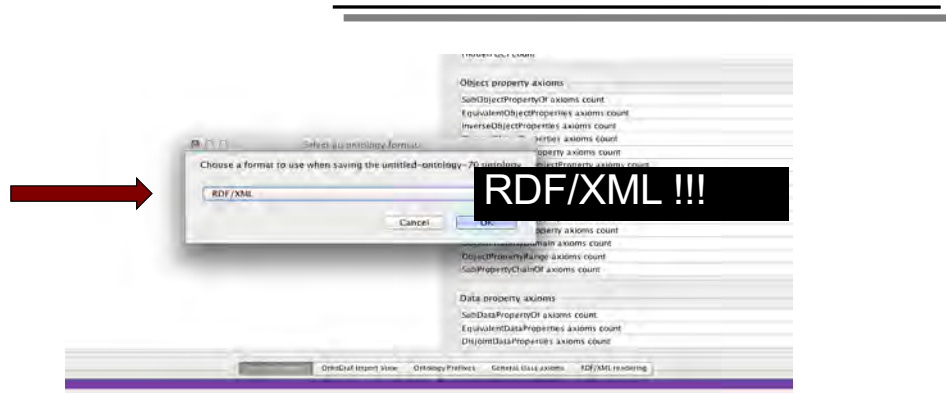 Object property axioms
SubObjectPropertyOf axioms count
EquivalentObjectProperties axioms count
InverseObjectProperties axioms count
Select an ontology format
Choose a format to use when saving the untitled-ontology-70 ontology
RDF/XML
RDF/XML !!!
Cancel
OK
ObjectPropertyRange axioms count
SubPropertyChainOf axioms count
Data property axioms
SubDataPropertyOf axioms count
EquivalentDataProperties axioms count
DisjointDataProperties axioms count
OntoGraf Import View Ontology Prefixes General class axioms RDF/XML rendering